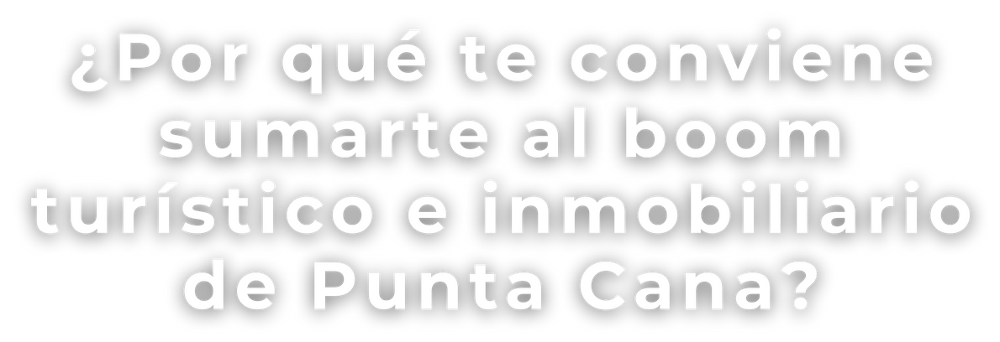 ¿Por qué te conviene
sumarte al boom
turístico e inmobiliario
de Punta Cana?